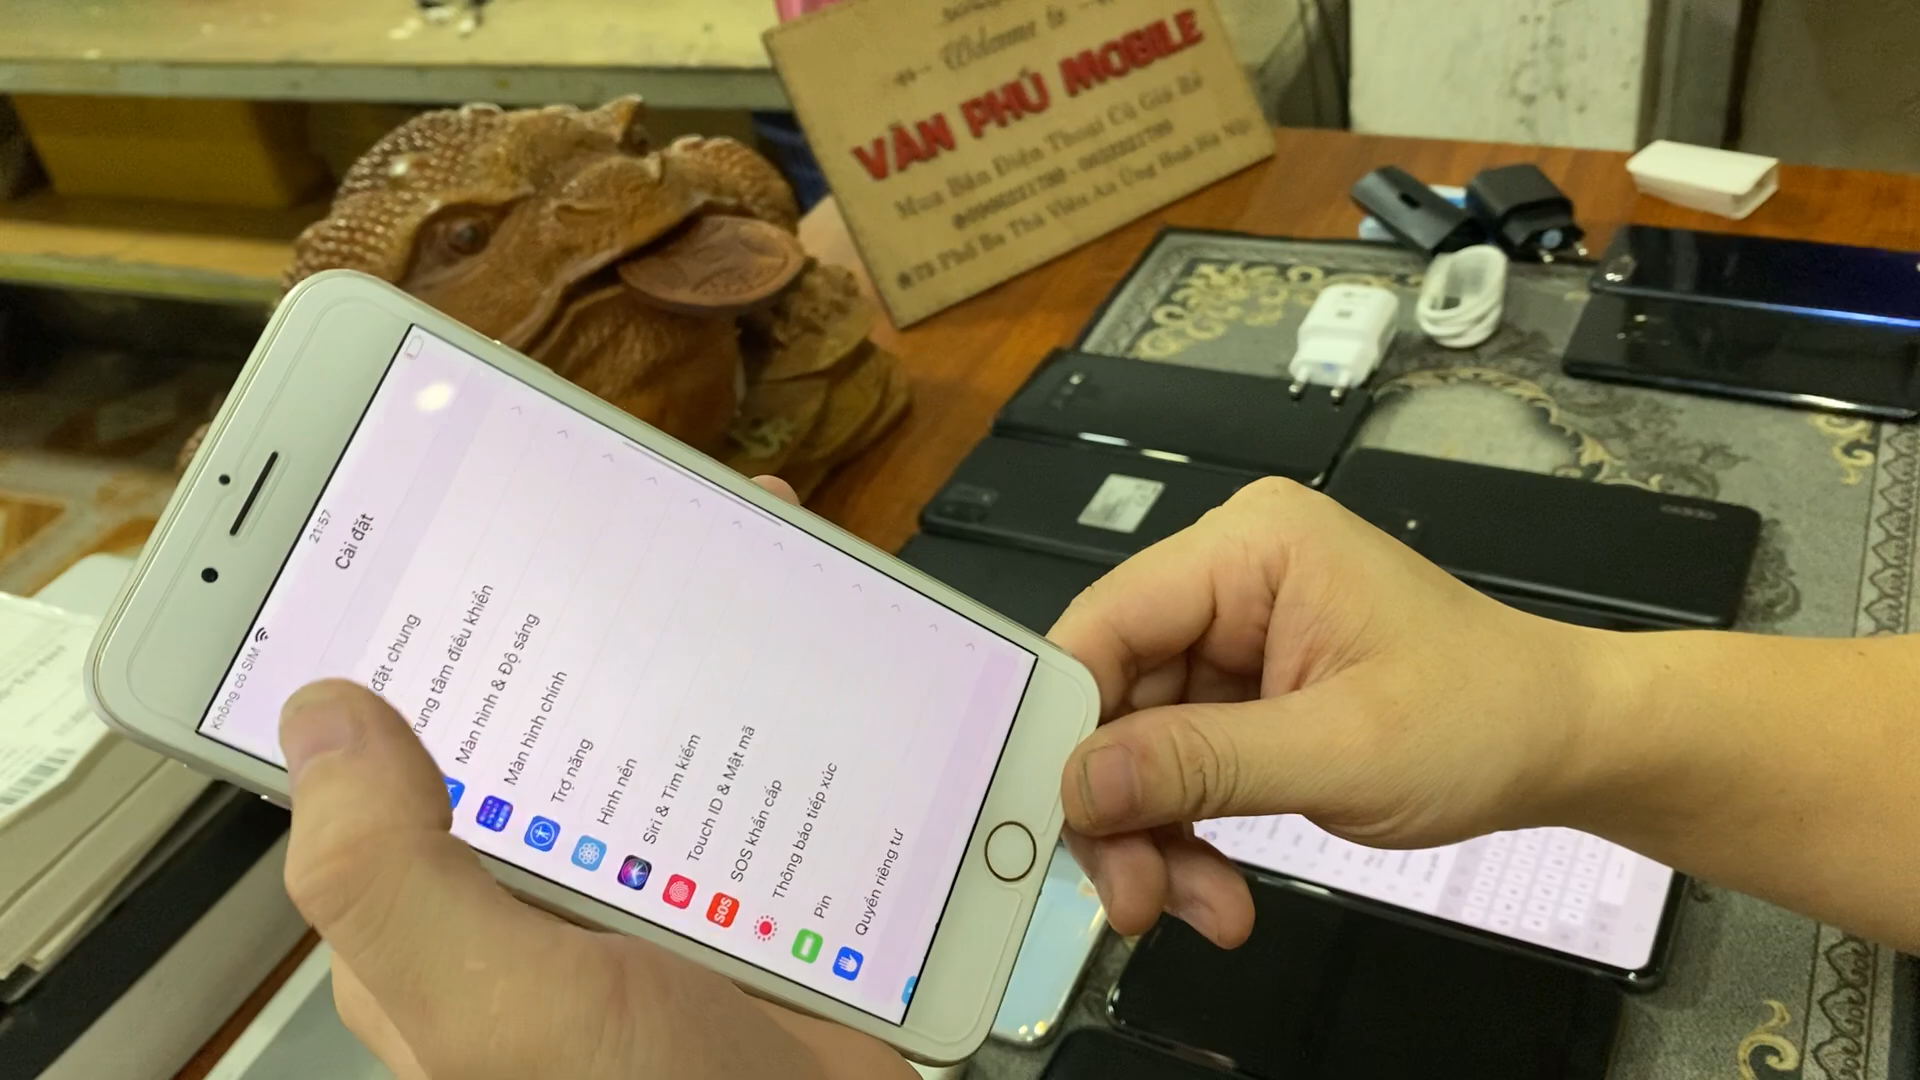 Welcome to
VĂN PHÚ MOBILE
Mua Bán Điện Thoại Cũ Giá Rẻ
Không có SIM
21:57
Cài đặt
đặt chung
Trung tâm điều khiển
Màn hình & Độ sáng
Màn hình chính
Trợ năng
Hình nền
Siri & Tìm kiếm
Touch ID & Mật mã
SOS
SOS khẩn cấp
Thông báo tiếp xúc
Pin
Quyền riêng tư